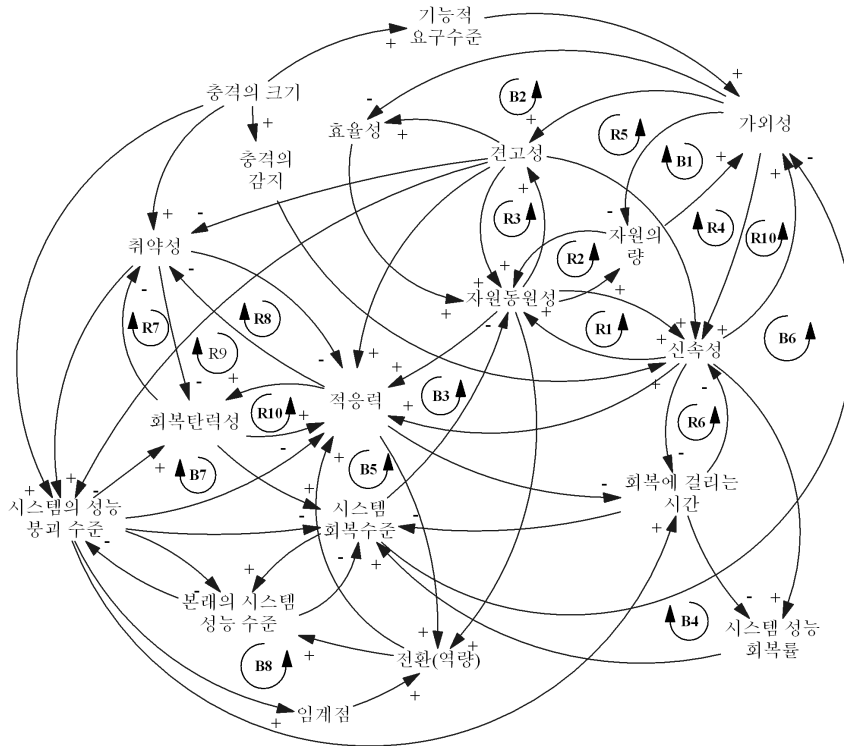 기능적
요구수준
충격의 크기
B2
효율성
R5
가외성
충격의
감지
견고성
B1
취약성
R3
R4
R10
자원의
량
R2
자원동원성
R7
R8
R1
B6
R9
신속성
적응력
B3
회복탄력성
R10
R6
B7
B5
시스템의 성능
붕괴 수준
시스템
회복수준
회복에 걸리는
시간
본래의 시스템
성능 수준
B4
시스템 성능
회복률
B8
전환(역량)
임계점